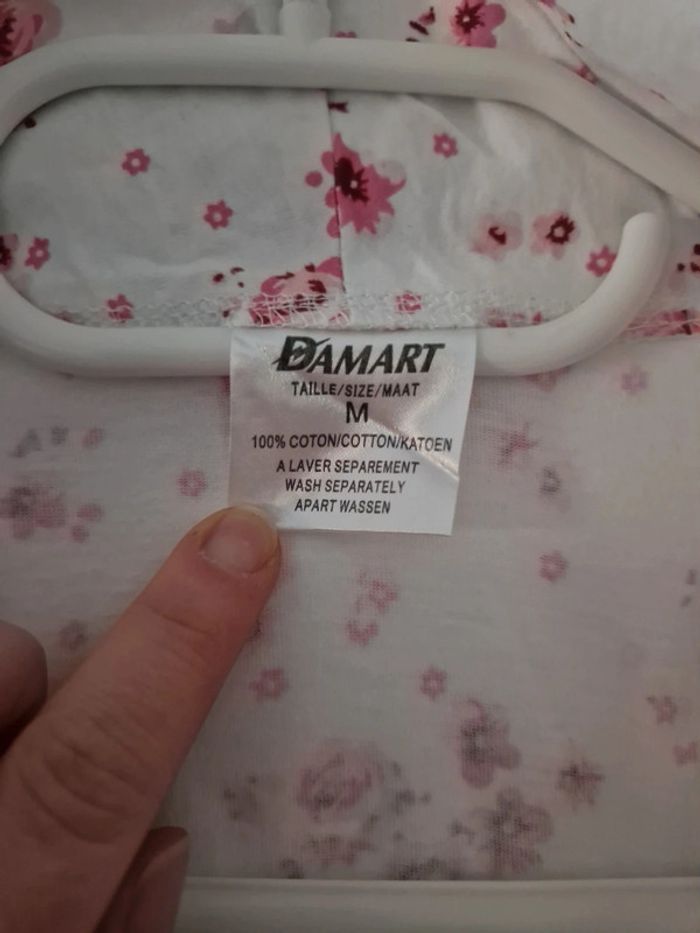 DAMART
TAILLE/SIZE/MAAT
M
100% COTON/COTTON/KATOEN
A LAVER SEPAREMENT
WASH SEPARATELY
APART WASSEN